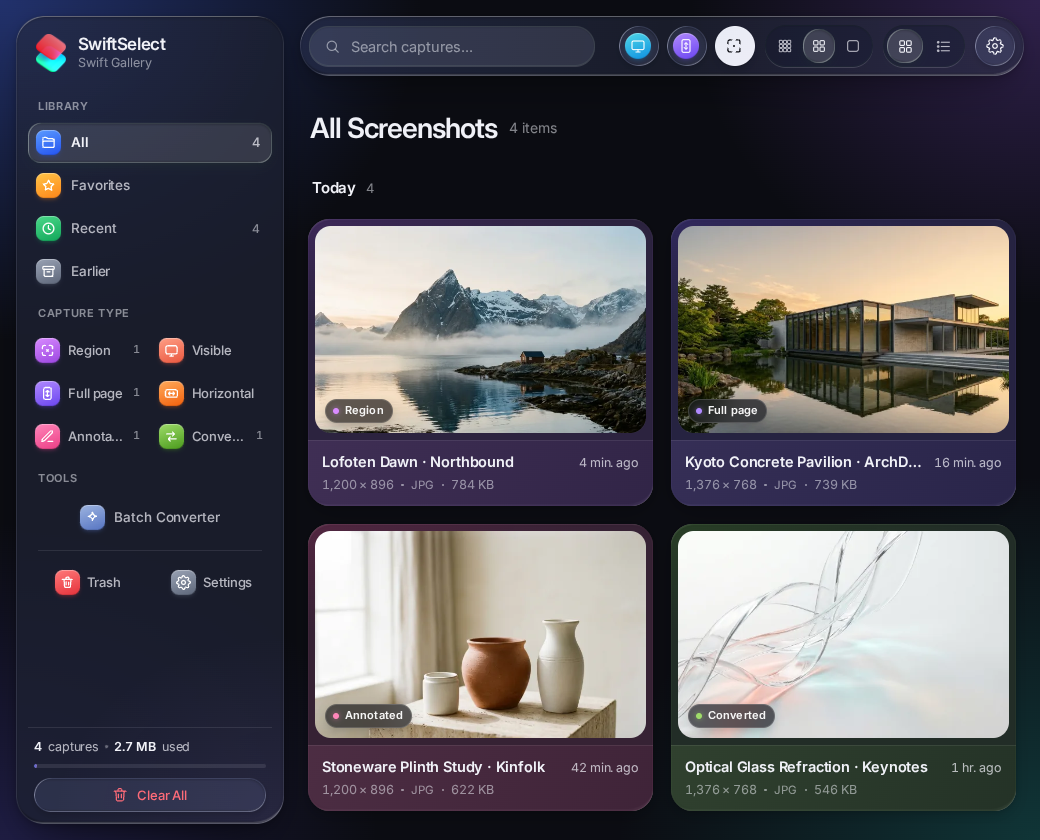 SwiftSelect
Swift Gallery
LIBRARY
All 4
Favorites
Recent 4
Earlier
CAPTURE TYPE
Region 1
Visible
Full page 1
Horizontal
Annota... 1
Conve... 1
TOOLS
Batch Converter
Trash
Settings
4 captures • 2.7 MB used
Clear All
Search captures...
All Screenshots 4 items
Today 4
Region
Lofoten Dawn · Northbound 4 min. ago
1,200 × 896 • JPG · 784 KB
Full page
Kyoto Concrete Pavilion · ArchD... 16 min. ago
1,376 × 768 • JPG · 739 KB
Annotated
Stoneware Plinth Study · Kinfolk 42 min. ago
1,200 × 896 • JPG · 622 KB
Converted
Optical Glass Refraction · Keynotes 1 hr. ago
1,376 × 768 • JPG · 546 KB